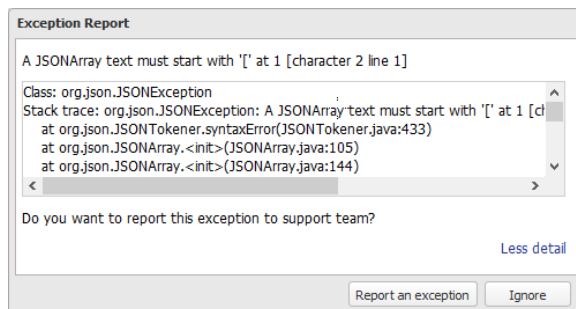 Exception Report
A JSONArray text must start with '[' at 1 [character 2 line 1]
Class: org.json.JSONException
Stack trace: org.json.JSONException: A JSONArray text must start with '[' at 1 [ch
at org.json.JSONTokener.syntaxError(JSONTokener.java:433)
at org.json.JSONArray.<init>(JSONArray.java:105)
at org.json.JSONArray.<init>(JSONArray.java:144)
Do you want to report this exception to support team?
Less detail
Report an exception Ignore